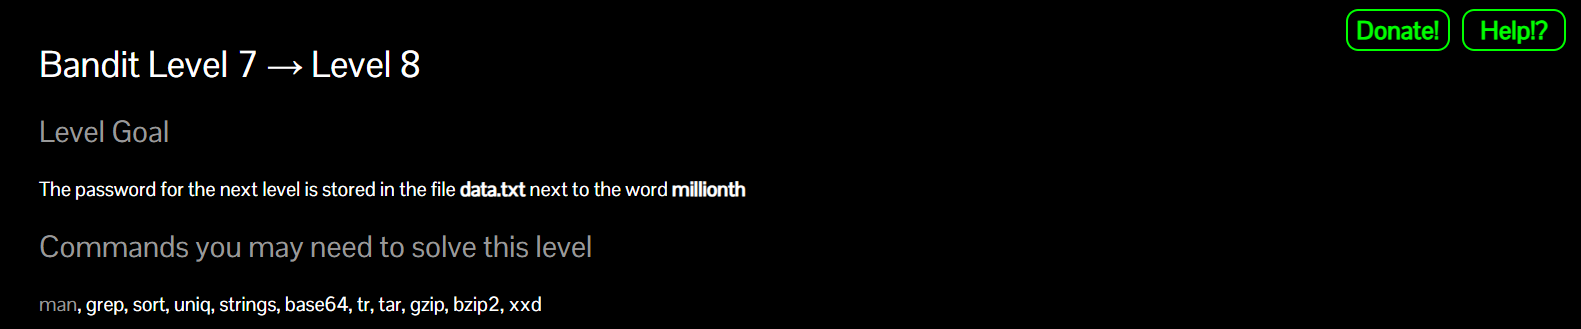 Donate! Help!?
Bandit Level 7 → Level 8
Level Goal
The password for the next level is stored in the file data.txt next to the word millionth
Commands you may need to solve this level
man, grep, sort, uniq, strings, base64, tr, tar, gzip, bzip2, xxd